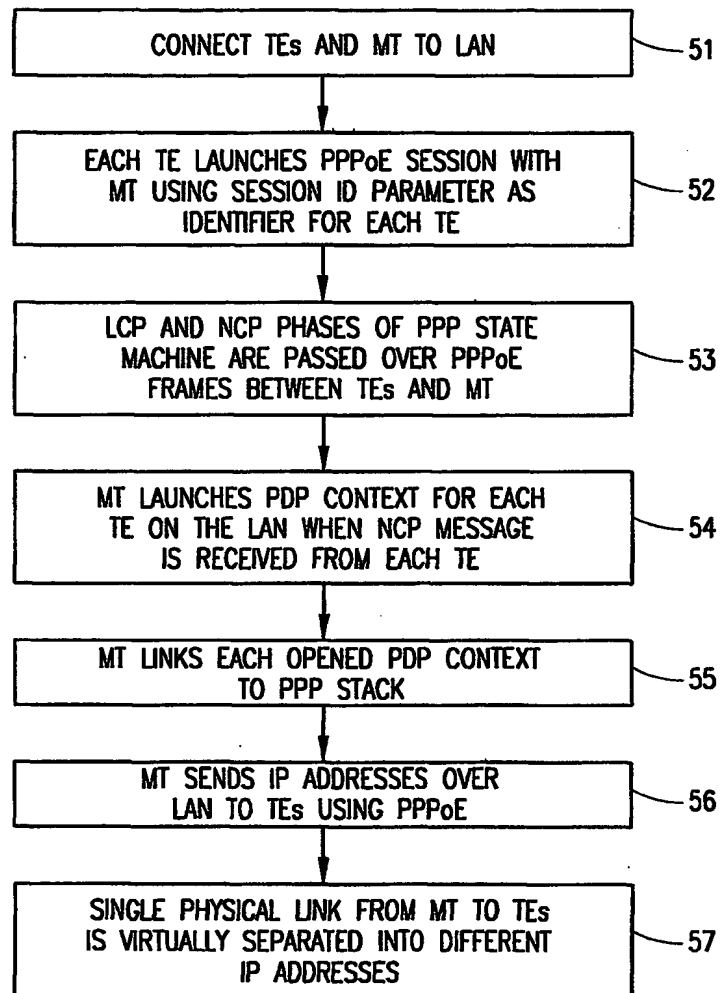 CONNECT TEs AND MT TO LAN
51
EACH TE LAUNCHES PPPoE SESSION WITH
MT USING SESSION ID PARAMETER AS
IDENTIFIER FOR EACH TE
52
LCP AND NCP PHASES OF PPP STATE
MACHINE ARE PASSED OVER PPPoE
FRAMES BETWEEN TEs AND MT
53
MT LAUNCHES PDP CONTEXT FOR EACH
TE ON THE LAN WHEN NCP MESSAGE
IS RECEIVED FROM EACH TE
54
MT LINKS EACH OPENED PDP CONTEXT
TO PPP STACK
55
MT SENDS IP ADDRESSES OVER
LAN TO TEs USING PPPoE
56
SINGLE PHYSICAL LINK FROM MT TO TEs
IS VIRTUALLY SEPARATED INTO DIFFERENT
IP ADDRESSES
57